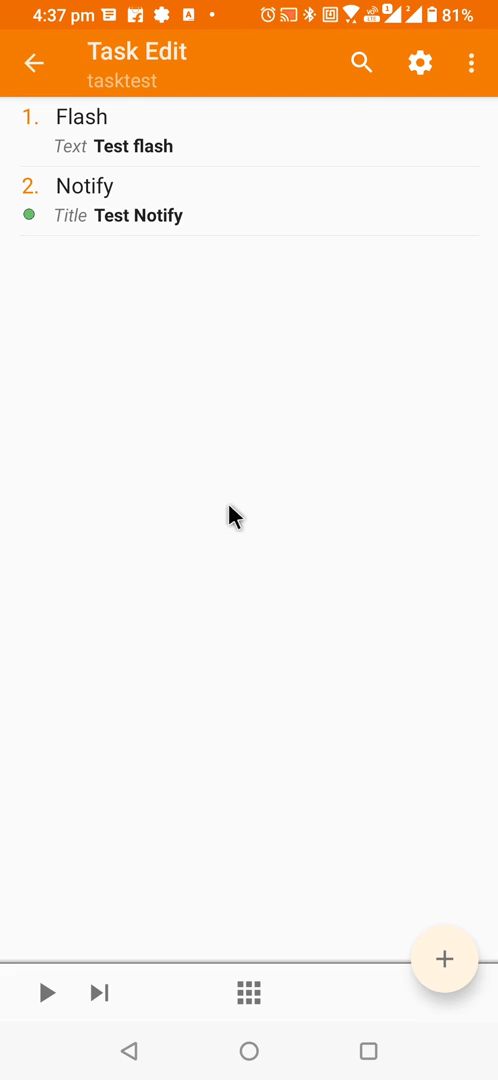 4:37 pm 81%
Task Edit
tasktest
1. Flash
Text Test flash
2. Notify
Title Test Notify